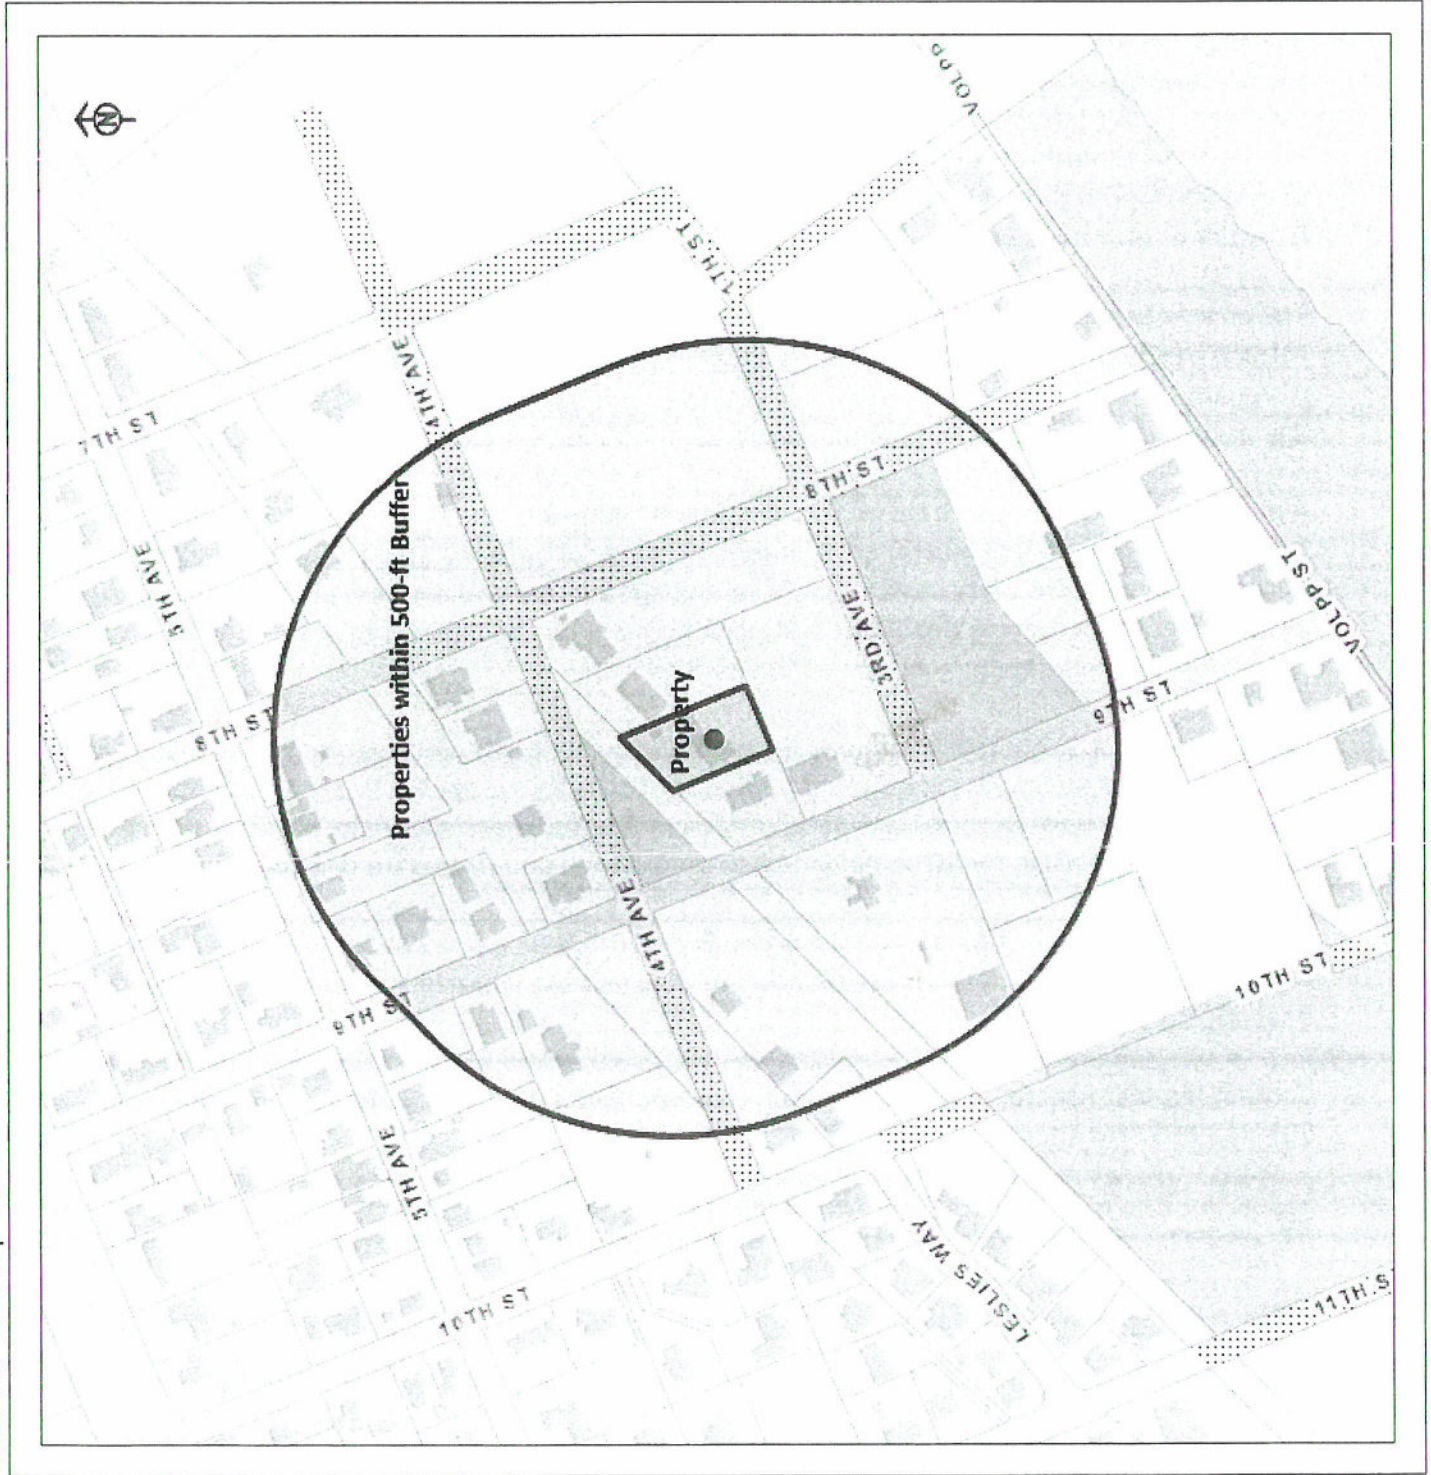 N
VOLPP
7TH ST
4TH AVE
7TH ST
Properties within 500-ft Buffer
5TH AVE
8TH ST
8TH ST
Property
3RD AVE
VOLPP ST
9TH ST
4TH AVE
9TH ST
10TH ST
5TH AVE
LESLIES WAY
10TH ST
11TH S